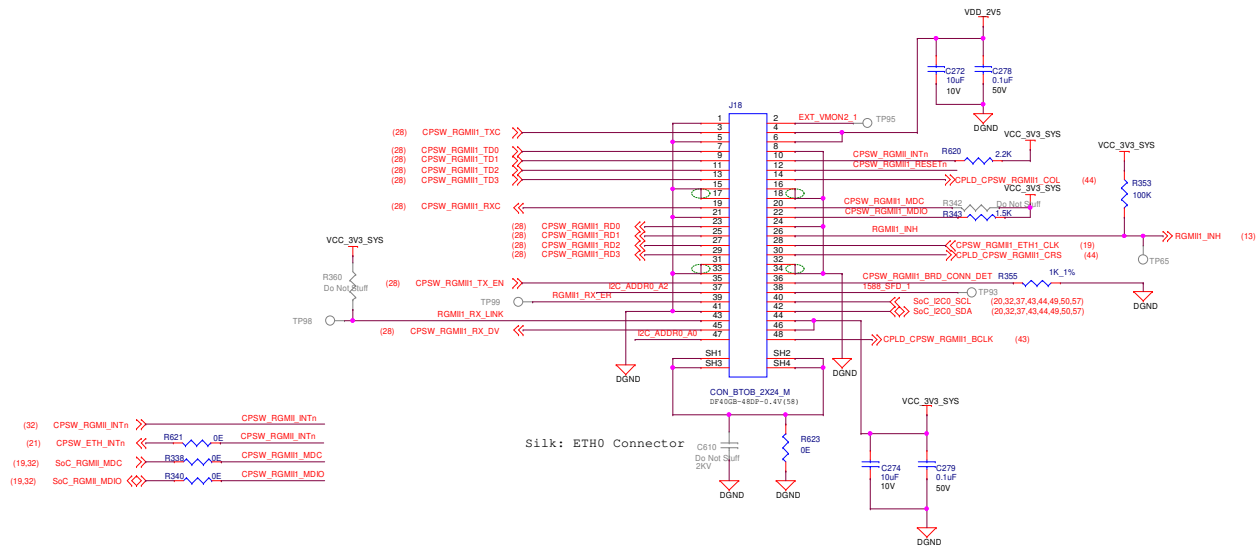 VDD_2V5
C272
10uF
10V
C278
0.1uF
50V
DGND
J18
1
3
5
7
9
11
13
15
17
19
21
23
25
27
29
31
33
35
37
39
41
43
45
47
SH1
SH3
2
4
6
8
10
12
14
16
18
20
22
24
26
28
30
32
34
36
38
40
42
44
46
48
SH2
SH4
EXT_VMON2_1
TP95
(28) CPSW_RGMII1_TXC
(28) CPSW_RGMII1_TD0
(28) CPSW_RGMII1_TD1
(28) CPSW_RGMII1_TD2
(28) CPSW_RGMII1_TD3
(28) CPSW_RGMII1_RXC
(28) CPSW_RGMII1_RD0
(28) CPSW_RGMII1_RD1
(28) CPSW_RGMII1_RD2
(28) CPSW_RGMII1_RD3
VCC_3V3_SYS
R360
Do Not Stuff
(28) CPSW_RGMII1_TX_EN
I2C_ADDR0_A2
TP99
RGMII1_RX_ER
TP98
RGMII1_RX_LINK
(28) CPSW_RGMII1_RX_DV
I2C_ADDR0_A0
DGND
VCC_3V3_SYS
CPSW_RGMII_INTn
R620
2.2K
CPSW_RGMII1_RESETn
CPLD_CPSW_RGMII1_COL (44)
VCC_3V3_SYS
CPSW_RGMII1_MDC
R342
Do Not Stuff
CPSW_RGMII1_MDIO
R343
1.5K
VCC_3V3_SYS
R353
100K
RGMII1_INH
RGMII1_INH (13)
TP65
CPSW_RGMII1_ETH1_CLK (19)
CPLD_CPSW_RGMII1_CRS (44)
CPSW_RGMII1_BRD_CONN_DET
R355
1K_1%
DGND
1588_SFD_1
TP93
SoC_I2C0_SCL (20,32,37,43,44,49,50,57)
SoC_I2C0_SDA (20,32,37,43,44,49,50,57)
CPLD_CPSW_RGMII1_BCLK (43)
DGND
CON_BTOB_2X24_M
DF40GB-48DP-0.4V(58)
Silk: ETH0 Connector
C610
Do Not Stuff
2KV
DGND
R623
0E
DGND
VCC_3V3_SYS
C274
10uF
10V
C279
0.1uF
50V
DGND
(32) CPSW_RGMII_INTn
CPSW_RGMII_INTn
(21) CPSW_ETH_INTn
R621
0E
CPSW_RGMII_INTn
(19,32) SoC_RGMII_MDC
R338
0E
CPSW_RGMII1_MDC
(19,32) SoC_RGMII_MDIO
R340
0E
CPSW_RGMII1_MDIO